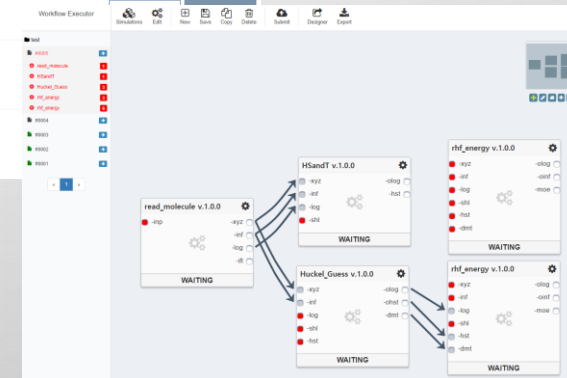 Workflow Executor
Simulations Edit New Save Copy Delete Submit Designer Export
test
read_molecule
HSandT
Huckel_Guess
rhf_energy
rhf_energy
99004
99003
99002
99001
« 1 »
read_molecule v.1.0.0
-inp -xyz
-inf
-log
WAITING
HSandT v.1.0.0
-xyz -olog
-inf -hst
-log
-shl
WAITING
Huckel_Guess v.1.0.0
-xyz -olog
-inf -ohst
-log -dmt
-shl
-hst
WAITING
rhf_energy v.1.0.0
-xyz -olog
-inf -oinf
-log -moe
-shl
-hst
-dmt
WAITING
rhf_energy v.1.0.0
-xyz -olog
-inf -oinf
-log -moe
-shl
-hst
-dmt
WAITING